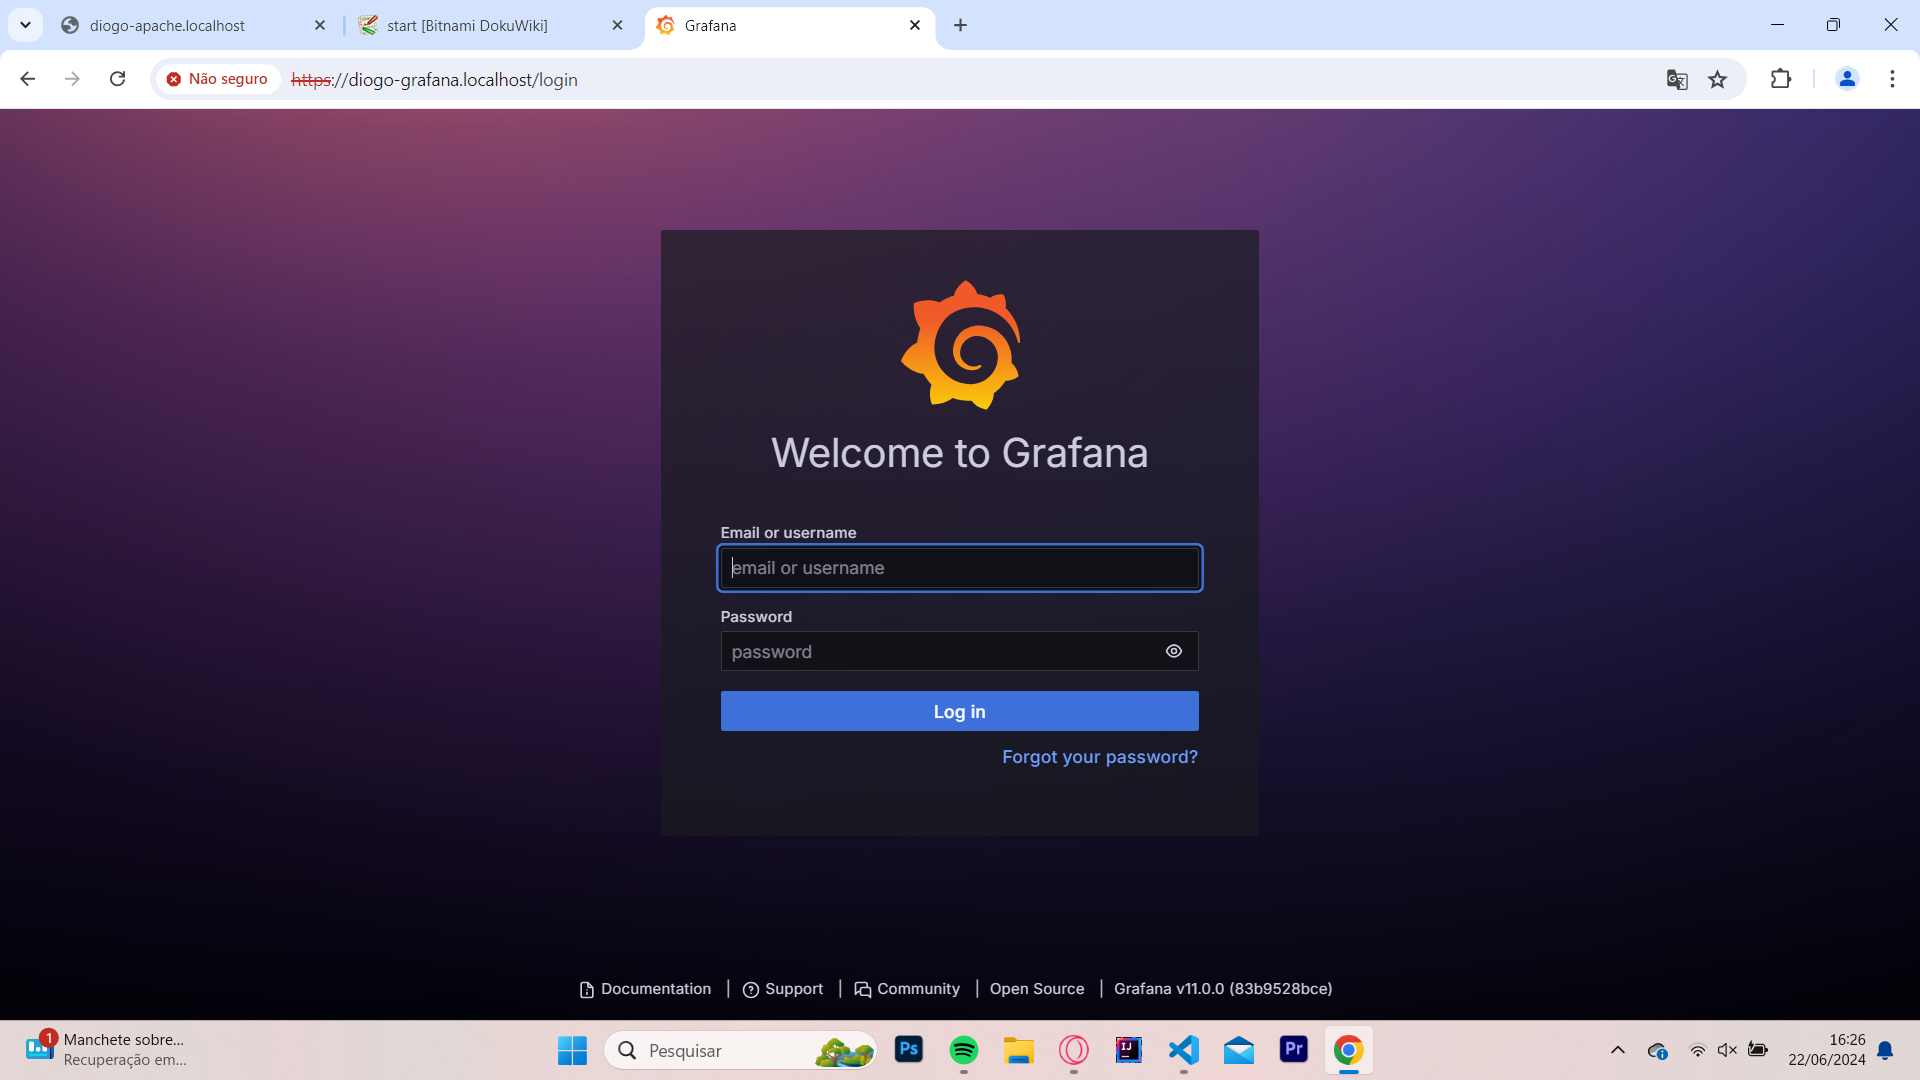 diogo-apache.localhost
start [Bitnami DokuWiki]
Grafana
Não seguro
https://diogo-grafana.localhost/login
Welcome to Grafana
Email or username
email or username
Password
password
Log in
Forgot your password?
Documentation | Support | Community | Open Source | Grafana v11.0.0 (83b9528bce)
1
Manchete sobre...
Recuperação em...
Pesquisar
Ps
IJ
Pr
16:26
22/06/2024